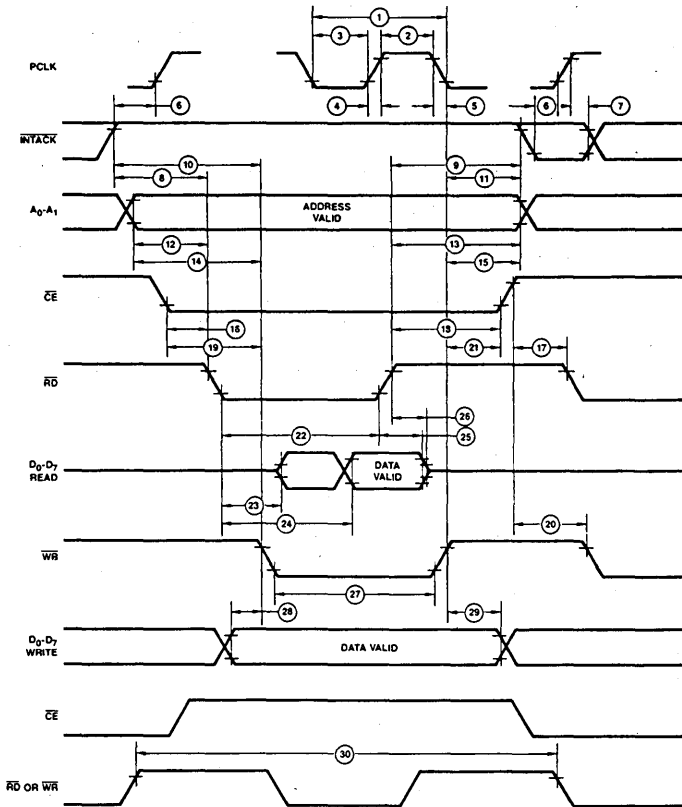 1
3
2
PCLK
6
4
5
6
7
INTACK
10
9
8
11
A0-A1
ADDRESS
VALID
12
13
14
15
CE
16
18
19
21
17
RD
26
22
25
D0-D7
READ
DATA
VALID
23
24
20
WR
27
28
29
D0-D7
WRITE
DATA VALID
CE
30
RD OR WR